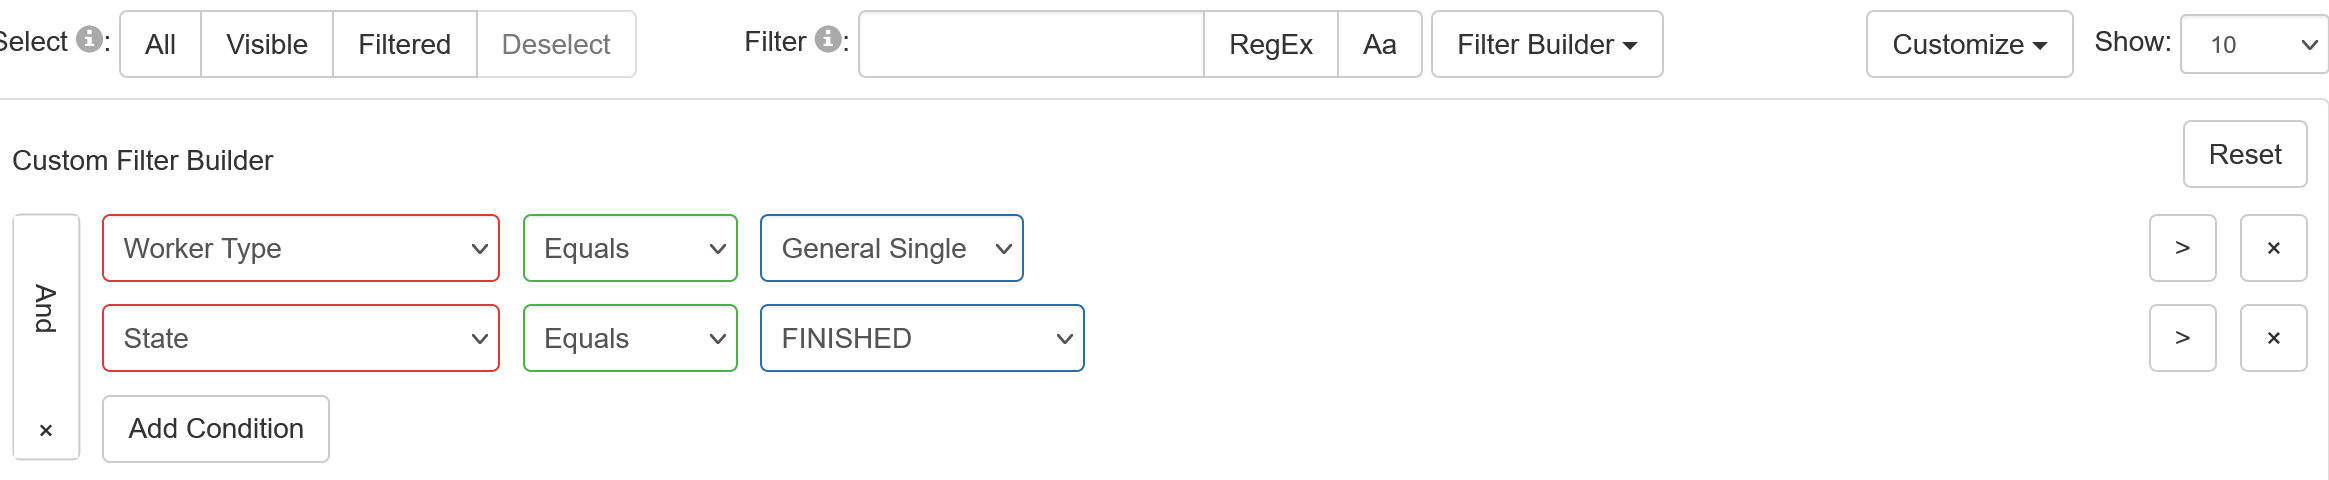 Select : All Visible Filtered Deselect Filter : RegEx Aa Filter Builder Customize Show: 10
Custom Filter Builder Reset
And
Worker Type Equals General Single > ×
State Equals FINISHED > ×
× Add Condition